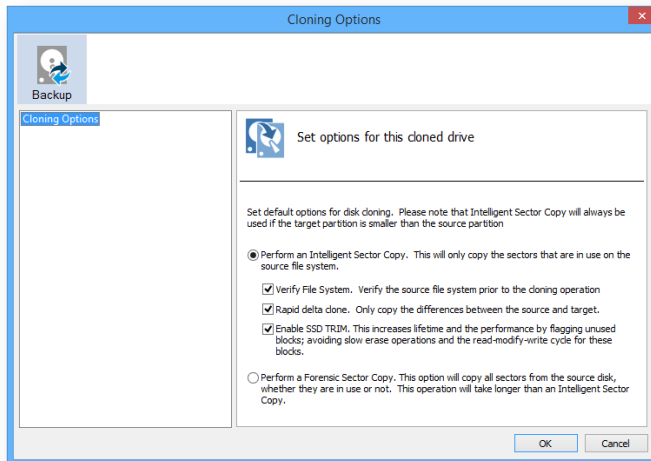 Cloning Options
Backup
Cloning Options
Set options for this cloned drive
Set default options for disk cloning. Please note that Intelligent Sector Copy will always be
used if the target partition is smaller than the source partition
Perform an Intelligent Sector Copy. This will only copy the sectors that are in use on the
source file system.
Verify File System. Verify the source file system prior to the cloning operation
Rapid delta clone. Only copy the differences between the source and target.
Enable SSD TRIM. This increases lifetime and the performance by flagging unused
blocks; avoiding slow erase operations and the read-modify-write cycle for these
blocks.
Perform a Forensic Sector Copy. This option will copy all sectors from the source disk,
whether they are in use or not. This operation will take longer than an Intelligent Sector
Copy.
OK
Cancel